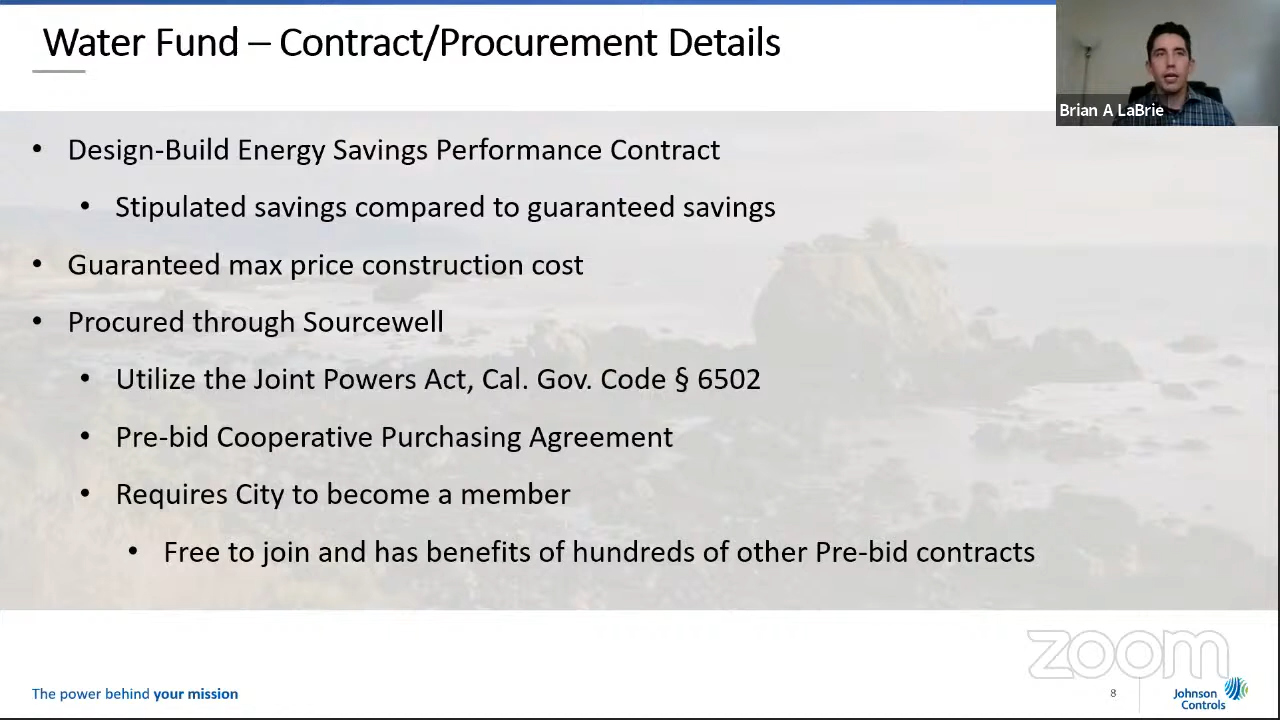 Water Fund – Contract/Procurement Details
Brian A LaBrie
• Design-Build Energy Savings Performance Contract
• Stipulated savings compared to guaranteed savings
• Guaranteed max price construction cost
• Procured through Sourcewell
• Utilize the Joint Powers Act, Cal. Gov. Code § 6502
• Pre-bid Cooperative Purchasing Agreement
• Requires City to become a member
• Free to join and has benefits of hundreds of other Pre-bid contracts
zoom
The power behind your mission
8
Johnson
Controls